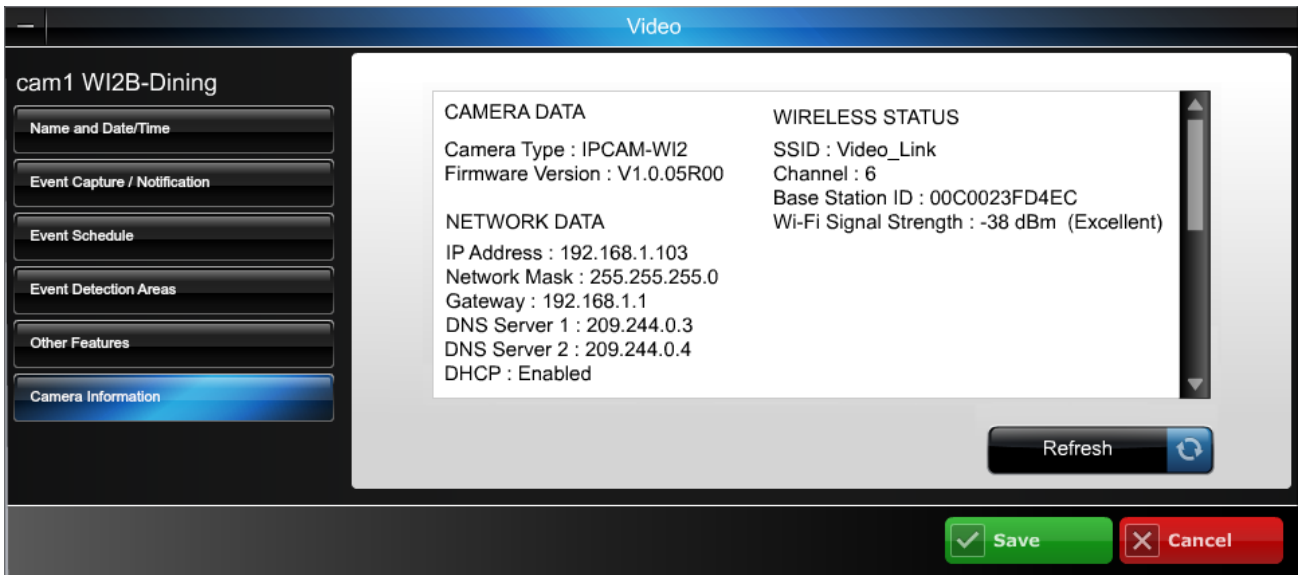 Video
cam1 WI2B-Dining
Name and Date/Time
Event Capture / Notification
Event Schedule
Event Detection Areas
Other Features
Camera Information
CAMERA DATA
Camera Type : IPCAM-WI2
Firmware Version : V1.0.05R00
NETWORK DATA
IP Address : 192.168.1.103
Network Mask : 255.255.255.0
Gateway : 192.168.1.1
DNS Server 1 : 209.244.0.3
DNS Server 2 : 209.244.0.4
DHCP : Enabled
WIRELESS STATUS
SSID : Video_Link
Channel : 6
Base Station ID : 00C0023FD4EC
Wi-Fi Signal Strength : -38 dBm (Excellent)
Refresh
Save
Cancel